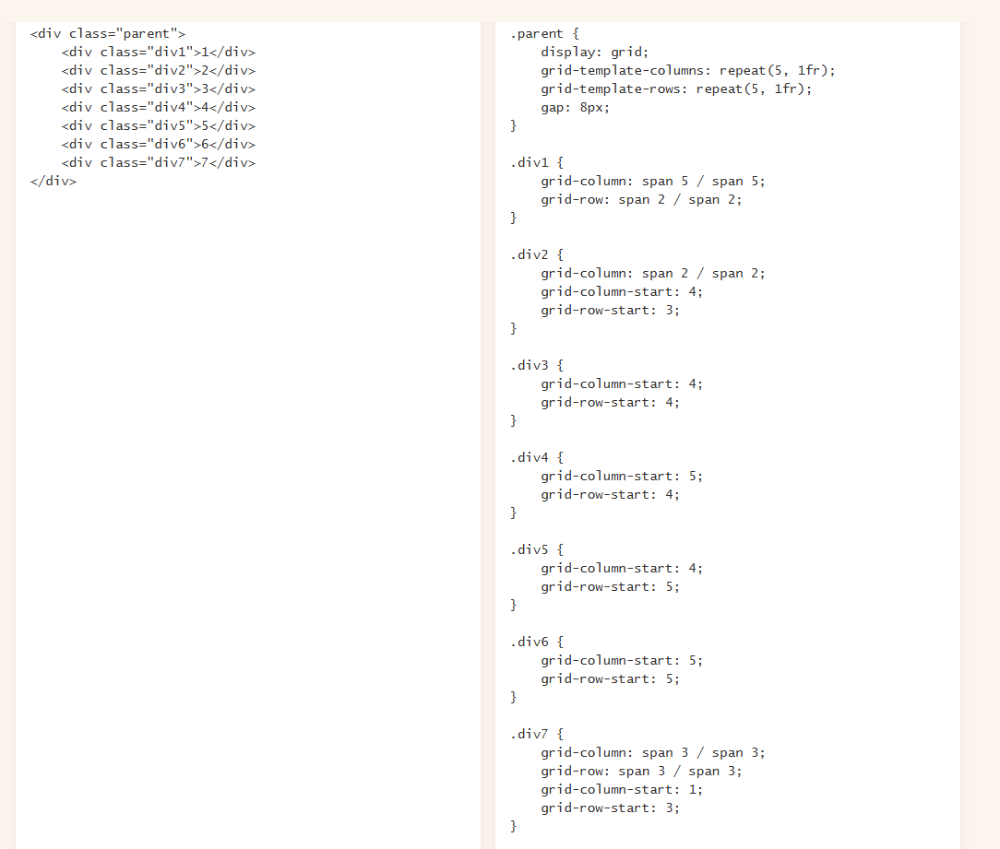 <div class="parent">
    <div class="div1">1</div>
    <div class="div2">2</div>
    <div class="div3">3</div>
    <div class="div4">4</div>
    <div class="div5">5</div>
    <div class="div6">6</div>
    <div class="div7">7</div>
</div>
.parent {
    display: grid;
    grid-template-columns: repeat(5, 1fr);
    grid-template-rows: repeat(5, 1fr);
    gap: 8px;
}

.div1 {
    grid-column: span 5 / span 5;
    grid-row: span 2 / span 2;
}

.div2 {
    grid-column: span 2 / span 2;
    grid-column-start: 4;
    grid-row-start: 3;
}

.div3 {
    grid-column-start: 4;
    grid-row-start: 4;
}

.div4 {
    grid-column-start: 5;
    grid-row-start: 4;
}

.div5 {
    grid-column-start: 4;
    grid-row-start: 5;
}

.div6 {
    grid-column-start: 5;
    grid-row-start: 5;
}

.div7 {
    grid-column: span 3 / span 3;
    grid-row: span 3 / span 3;
    grid-column-start: 1;
    grid-row-start: 3;
}